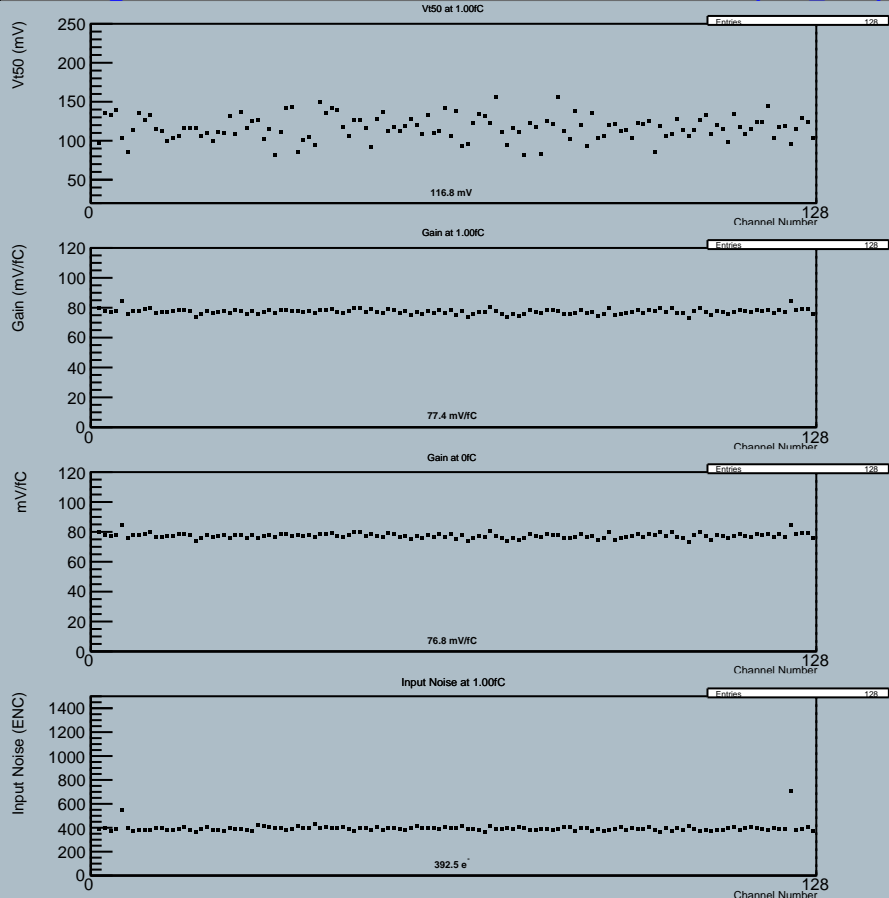 Vt50 at 1.00fC
Entries 128
Vt50 (mV)
250
200
150
100
50
116.8 mV
0 128
Channel Number
Gain at 1.00fC
Entries 128
Gain (mV/fC)
120
100
80
60
40
20
0
77.4 mV/fC
0 128
Channel Number
Gain at 0fC
Entries 128
mV/fC
120
100
80
60
40
20
0
76.8 mV/fC
0 128
Channel Number
Input Noise at 1.00fC
Entries 128
Input Noise (ENC)
1400
1200
1000
800
600
400
200
0
392.5 e-
0 128
Channel Number